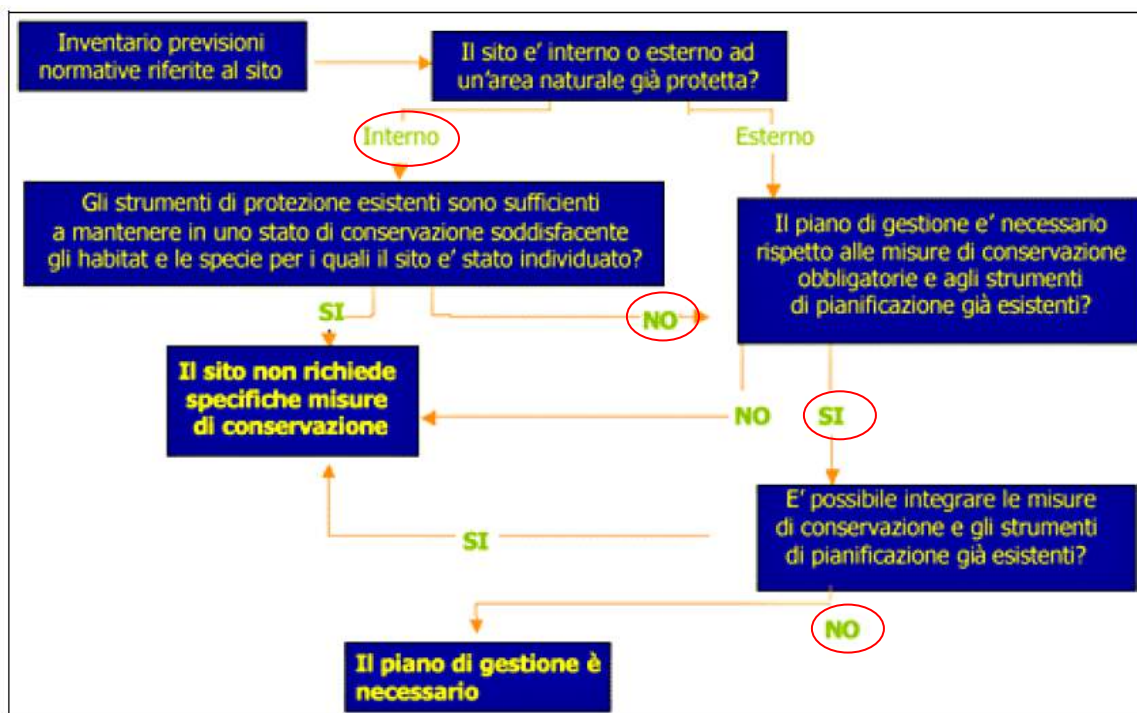 Inventario previsioni
normative riferite al sito
Il sito e' interno o esterno ad
un'area naturale già protetta?
Interno
Esterno
Gli strumenti di protezione esistenti sono sufficienti
a mantenere in uno stato di conservazione soddisfacente
gli habitat e le specie per i quali il sito e' stato individuato?
Il piano di gestione e' necessario
rispetto alle misure di conservazione
obbligatorie e agli strumenti
di pianificazione già esistenti?
SI
NO
Il sito non richiede
specifiche misure
di conservazione
NO
SI
E' possibile integrare le misure
di conservazione e gli strumenti
di pianificazione già esistenti?
SI
NO
Il piano di gestione è
necessario